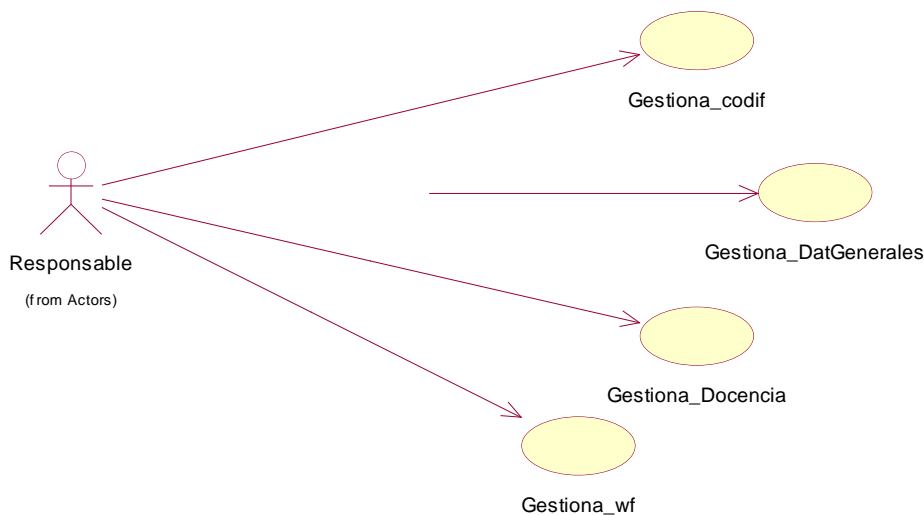 Gestiona_codif
Gestiona_DatGenerales
Responsable
(from Actors)
Gestiona_Docencia
Gestiona_wf